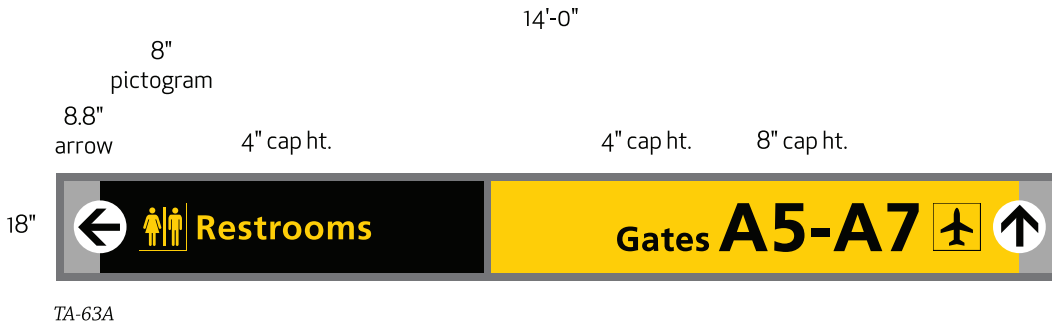 14'-0"
8"
pictogram
8.8"
arrow
4" cap ht.
4" cap ht.
8" cap ht.
18"
Restrooms
Gates A5-A7
TA-63A